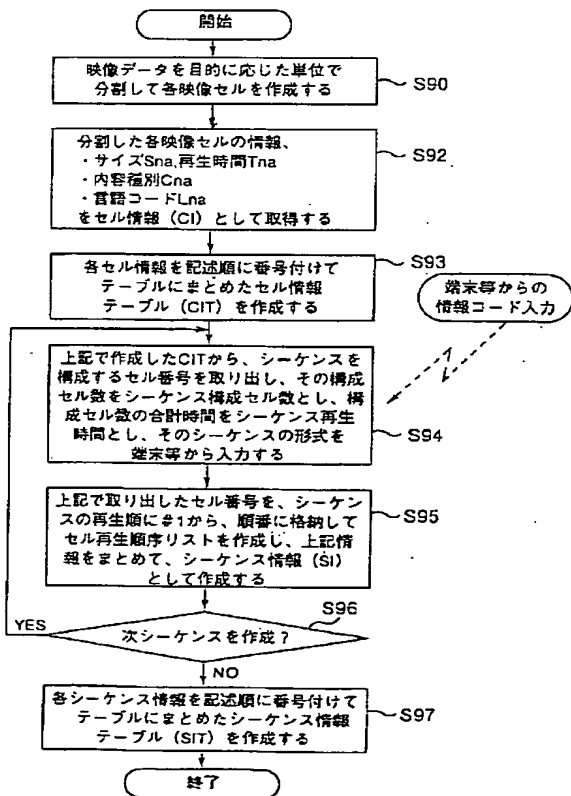 開始
映像データを目的に応じた単位で
分割して各映像セルを作成する
S90
分割した各映像セルの情報、
・サイズSna,再生時間Tna
・内容種別Cna
・言語コードLna
をセル情報（CI）として取得する
S92
各セル情報を記述順に番号付けて
テーブルにまとめたセル情報
テーブル（CIT）を作成する
S93
端末等からの
情報コード入力
上記で作成したCITから、シーケンスを
構成するセル番号を取り出し、その構成
セル数をシーケンス構成セル数とし、構
成セル数の合計時間をシーケンス再生
時間とし、そのシーケンスの形式を
端末等から入力する
S94
上記で取り出したセル番号を、シーケン
スの再生順に#1から、順番に格納して
セル再生順序リストを作成し、上記情
報をまとめて、シーケンス情報（SI）
として作成する
S95
次シーケンスを作成？
S96
YES
NO
各シーケンス情報を記述順に番号付けて
テーブルにまとめたシーケンス情報
テーブル（SIT）を作成する
S97
終了